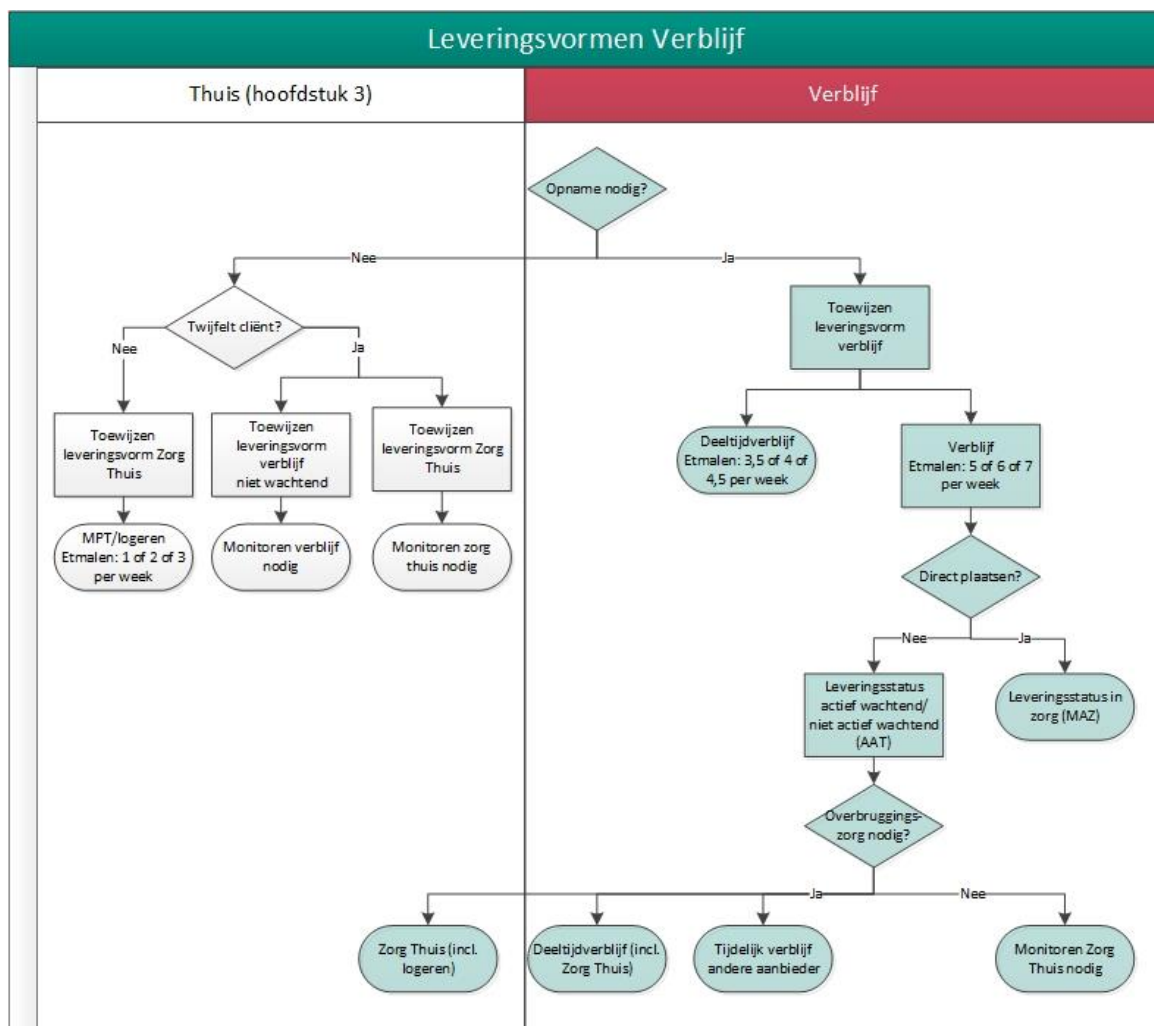 Leveringsvormen Verblijf
Thuis (hoofdstuk 3)
Verblijf
Opname nodig?
Nee
Ja
Twijfelt cliënt?
Nee
Ja
Toewijzen
leveringsvorm
verblijf
Toewijzen
leveringsvorm Zorg
Thuis
Toewijzen
leveringsvorm
verblijf
niet wachtend
Toewijzen
leveringsvorm Zorg
Thuis
Deeltijdverblijf
Etmalen: 3,5 of 4 of
4,5 per week
Verblijf
Etmalen: 5 of 6 of 7
per week
MPT/logeren
Etmalen: 1 of 2 of 3
per week
Monitoren verblijf
nodig
Monitoren zorg
thuis nodig
Direct plaatsen?
Nee
Ja
Leveringsstatus
actief wachtend/
niet actief wachtend
(AAT)
Leveringsstatus in
zorg (MAZ)
Overbruggings-
zorg nodig?
Ja
Nee
Zorg Thuis (incl.
logeren)
Deeltijdverblijf (incl.
Zorg Thuis)
Tijdelijk verblijf
andere aanbieder
Monitoren Zorg
Thuis nodig